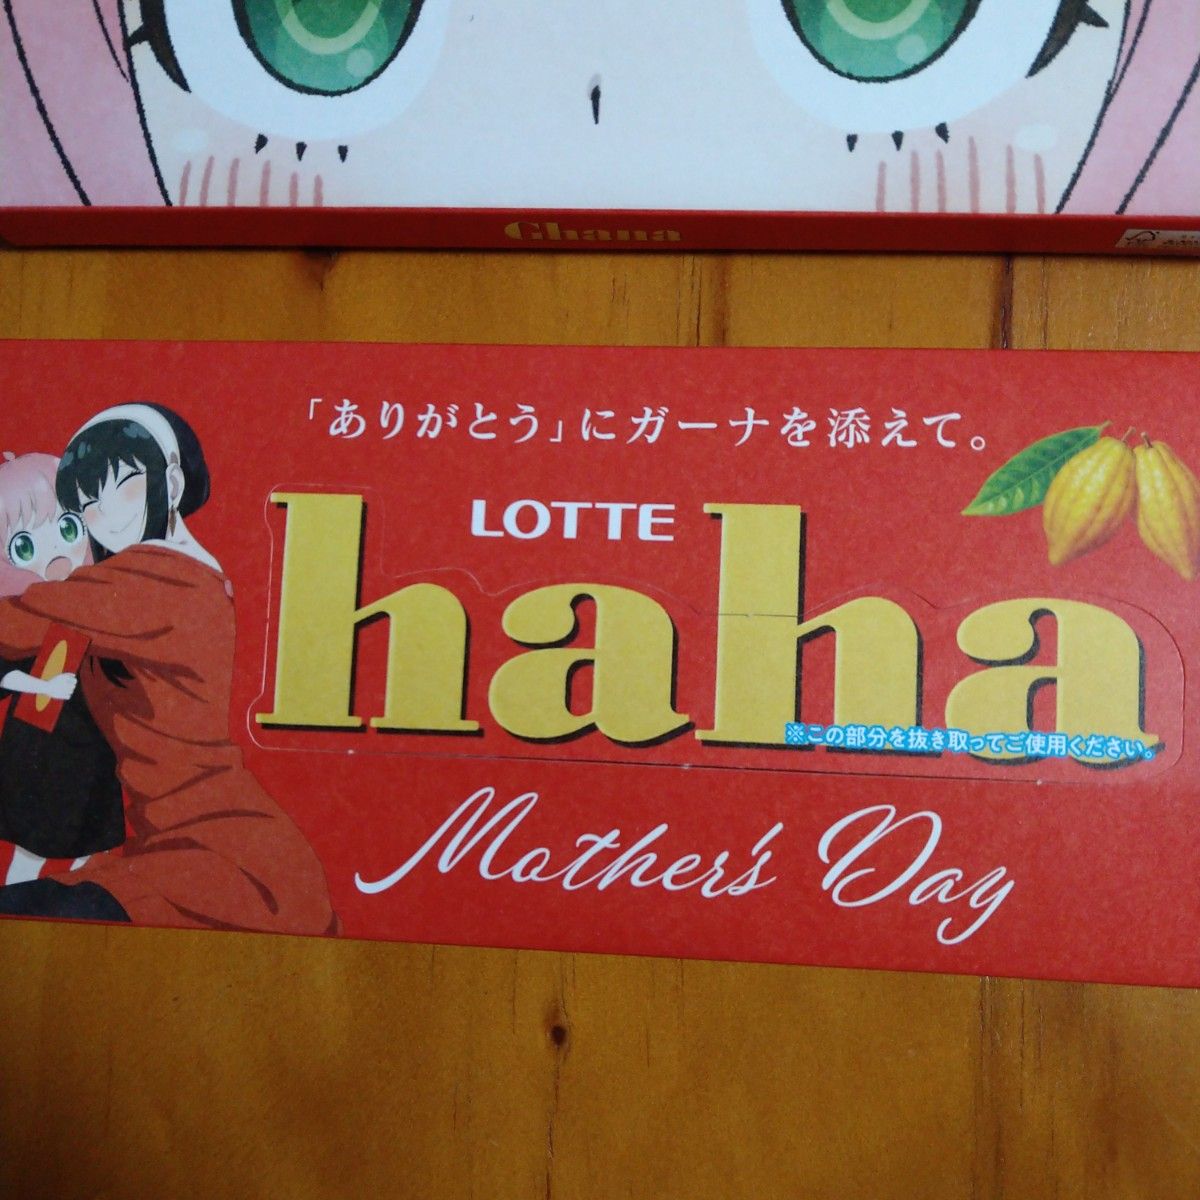 Ghana
「ありがとう」にガーナを添えて。
LOTTE
haha
※この部分を抜き取ってご使用ください。
Mother's Day